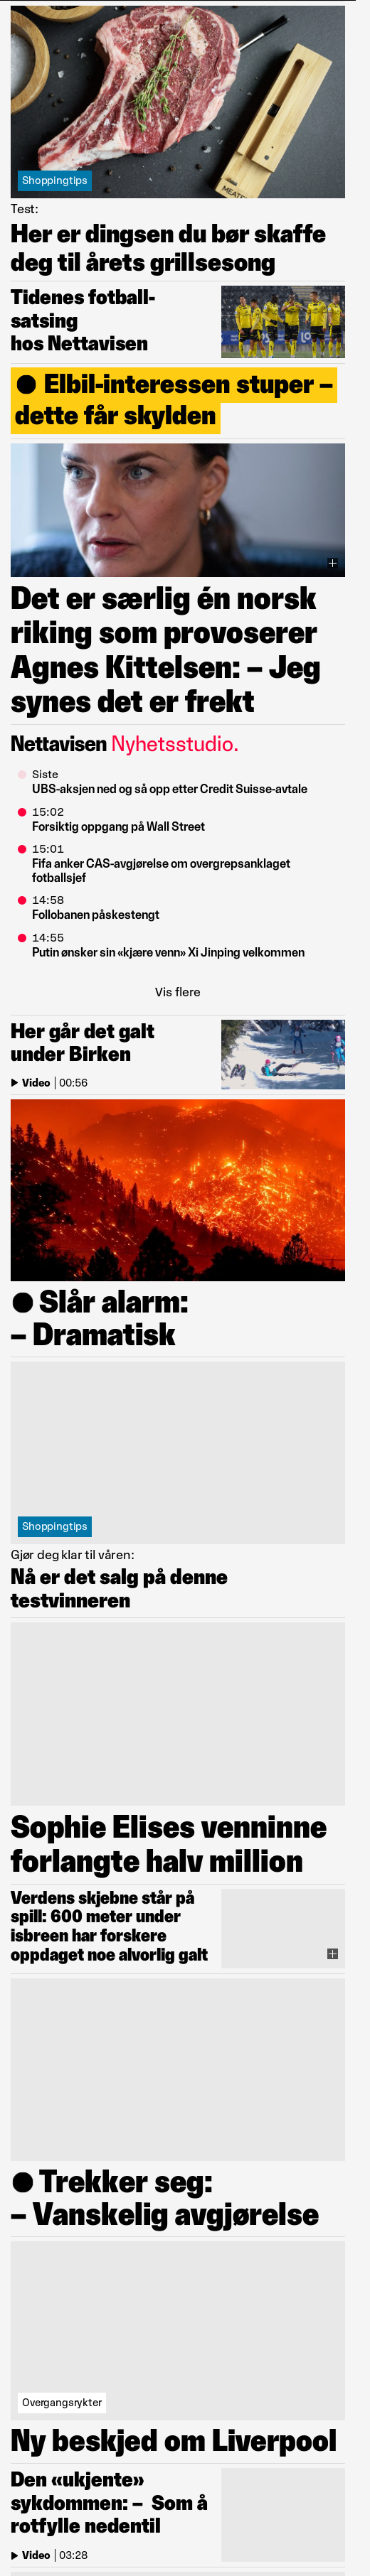 MEATER
Shoppingtips
Test:
Her er dingsen du bør skaffe
deg til årets grillsesong
Tidenes fotball-
satsing
hos Nettavisen
● Elbil-interessen stuper –
dette får skylden
Det er særlig én norsk
riking som provoserer
Agnes Kittelsen: – Jeg
synes det er frekt
Nettavisen Nyhetsstudio.
Siste
UBS-aksjen ned og så opp etter Credit Suisse-avtale
15:02
Forsiktig oppgang på Wall Street
15:01
Fifa anker CAS-avgjørelse om overgrepsanklaget
fotballsjef
14:58
Follobanen påskestengt
14:55
Putin ønsker sin «kjære venn» Xi Jinping velkommen
Vis flere
Her går det galt
under Birken
Video | 00:56
● Slår alarm:
– Dramatisk
Shoppingtips
Gjør deg klar til våren:
Nå er det salg på denne
testvinneren
Sophie Elises venninne
forlangte halv million
Verdens skjebne står på
spill: 600 meter under
isbreen har forskere
oppdaget noe alvorlig galt
● Trekker seg:
– Vanskelig avgjørelse
Overgangsrykter
Ny beskjed om Liverpool
Den «ukjente»
sykdommen: – Som å
rotfylle nedentil
Video | 03:28